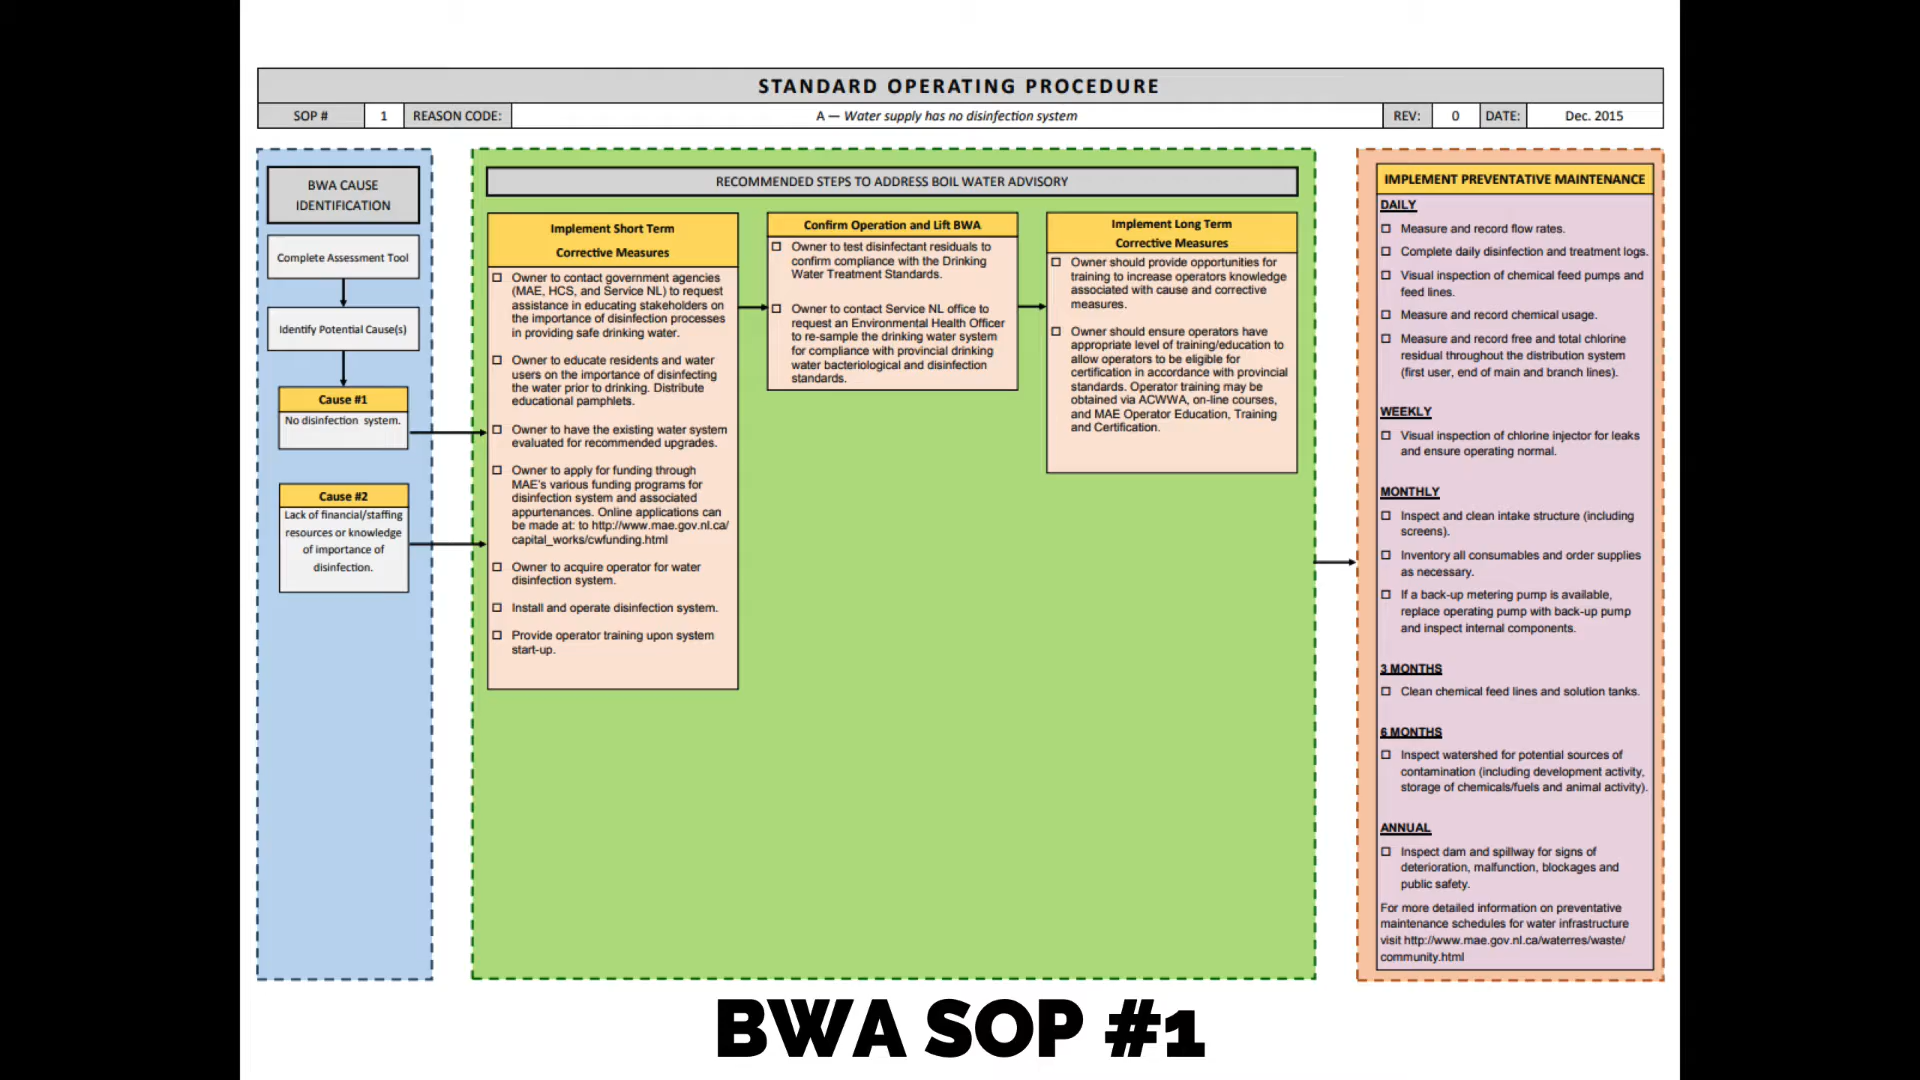 STANDARD OPERATING PROCEDURE
SOP # 1 REASON CODE: A — Water supply has no disinfection system REV: 0 DATE: Dec. 2015
BWA CAUSE
IDENTIFICATION
Complete Assessment Tool
Identify Potential Cause(s)
Cause #1
No disinfection system.
Cause #2
Lack of financial/staffing
resources or knowledge
of importance of
disinfection.
RECOMMENDED STEPS TO ADDRESS BOIL WATER ADVISORY
Implement Short Term
Corrective Measures
☐ Owner to contact government agencies
(MAE, HCS, and Service NL) to request
assistance in educating stakeholders on
the importance of disinfection processes
in providing safe drinking water.
☐ Owner to educate residents and water
users on the importance of disinfecting
the water prior to drinking. Distribute
educational pamphlets.
☐ Owner to have the existing water system
evaluated for recommended upgrades.
☐ Owner to apply for funding through
MAE's various funding programs for
disinfection system and associated
appurtenances. Online applications can
be made at: to http://www.mae.gov.nl.ca/
capital_works/cwfunding.html
☐ Owner to acquire operator for water
disinfection system.
☐ Install and operate disinfection system.
☐ Provide operator training upon system
start-up.
Confirm Operation and Lift BWA
☐ Owner to test disinfectant residuals to
confirm compliance with the Drinking
Water Treatment Standards.
☐ Owner to contact Service NL office to
request an Environmental Health Officer
to re-sample the drinking water system
for compliance with provincial drinking
water bacteriological and disinfection
standards.
Implement Long Term
Corrective Measures
☐ Owner should provide opportunities for
training to increase operators knowledge
associated with cause and corrective
measures.
☐ Owner should ensure operators have
appropriate level of training/education to
allow operators to be eligible for
certification in accordance with provincial
standards. Operator training may be
obtained via ACWWA, on-line courses,
and MAE Operator Education, Training
and Certification.
IMPLEMENT PREVENTATIVE MAINTENANCE
DAILY
☐ Measure and record flow rates.
☐ Complete daily disinfection and treatment logs.
☐ Visual inspection of chemical feed pumps and
feed lines.
☐ Measure and record chemical usage.
☐ Measure and record free and total chlorine
residual throughout the distribution system
(first user, end of main and branch lines).
WEEKLY
☐ Visual inspection of chlorine injector for leaks
and ensure operating normal.
MONTHLY
☐ Inspect and clean intake structure (including
screens).
☐ Inventory all consumables and order supplies
as necessary.
☐ If a back-up metering pump is available,
replace operating pump with back-up pump
and inspect internal components.
3 MONTHS
☐ Clean chemical feed lines and solution tanks.
6 MONTHS
☐ Inspect watershed for potential sources of
contamination (including development activity,
storage of chemicals/fuels and animal activity).
ANNUAL
☐ Inspect dam and spillway for signs of
deterioration, malfunction, blockages and
public safety.
For more detailed information on preventative
maintenance schedules for water infrastructure
visit http://www.mae.gov.nl.ca/waterres/waste/
community.html
BWA SOP #1